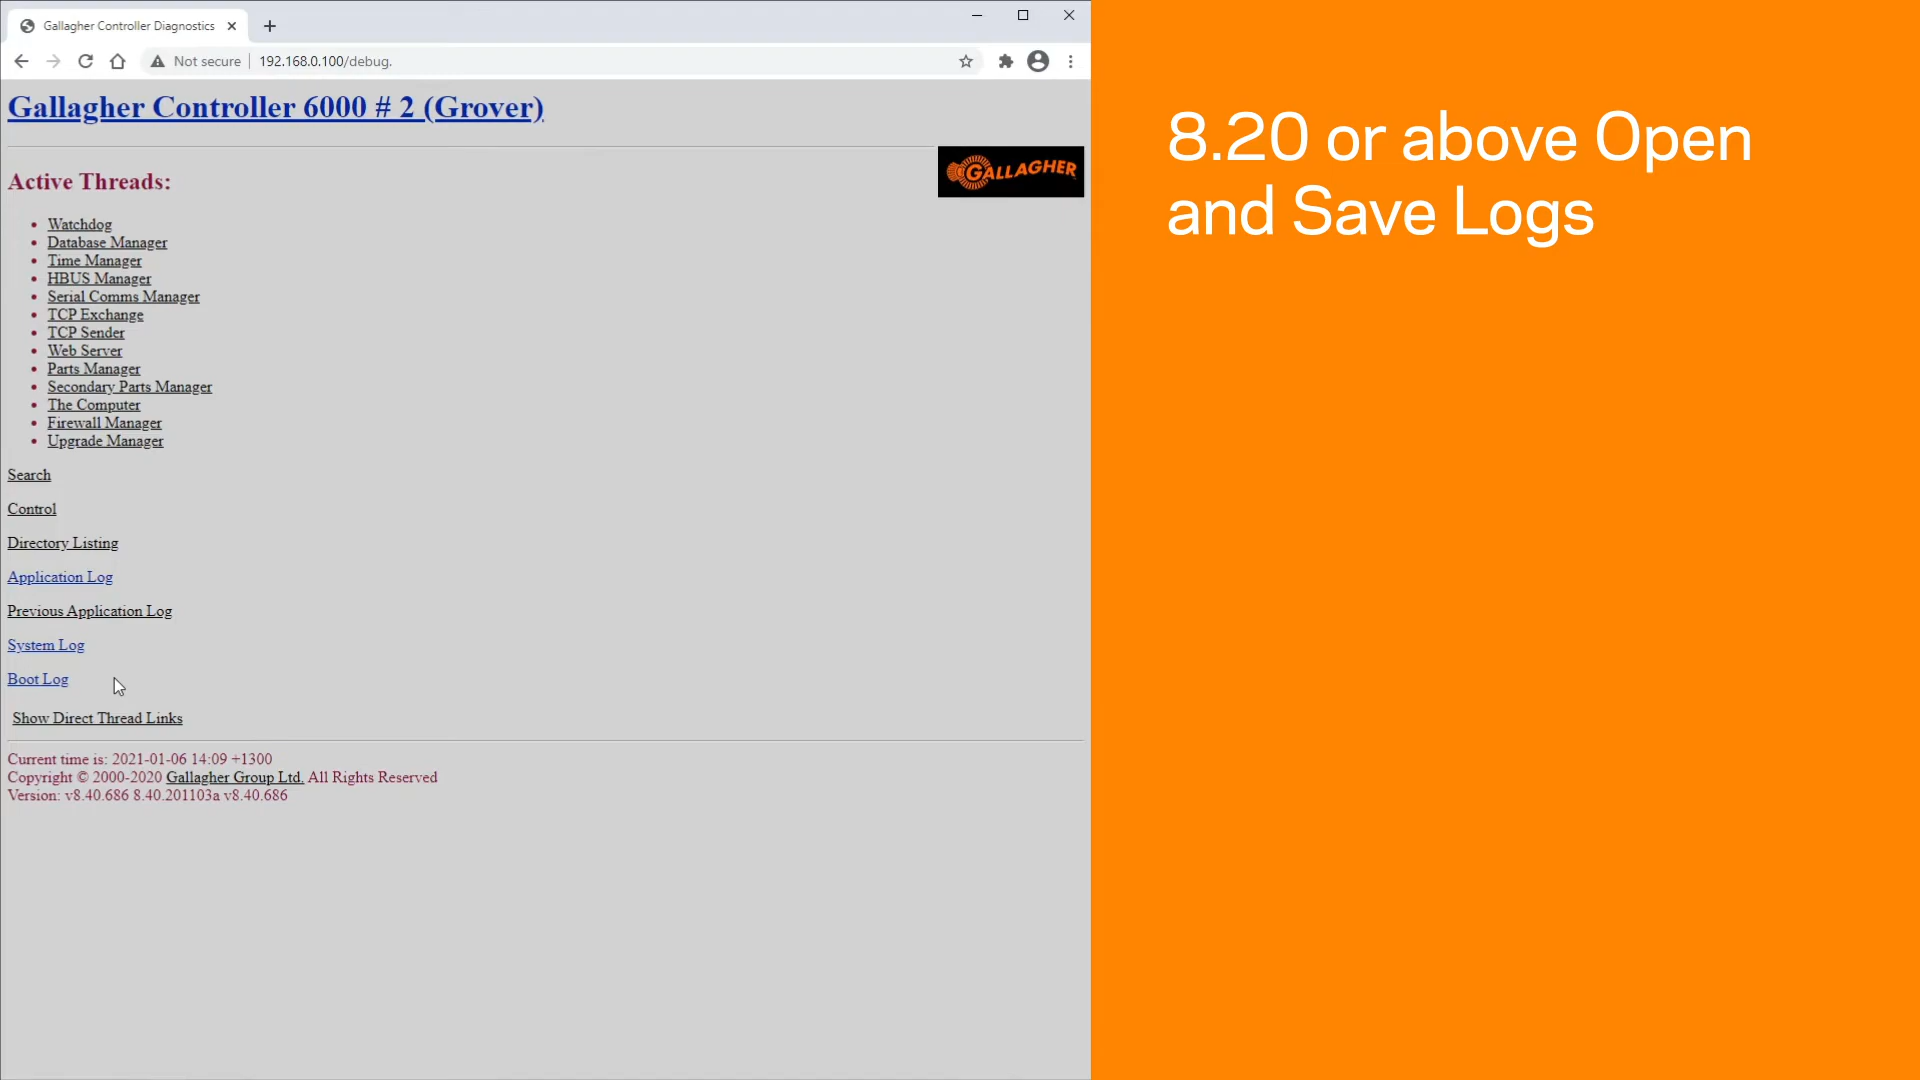 Gallagher Controller Diagnostics
Not secure
192.168.0.100/debug.
Gallagher Controller 6000 # 2 (Grover)
GALLAGHER
Active Threads:
Watchdog
Database Manager
Time Manager
HBUS Manager
Serial Comms Manager
TCP Exchange
TCP Sender
Web Server
Parts Manager
Secondary Parts Manager
The Computer
Firewall Manager
Upgrade Manager
Search
Control
Directory Listing
Application Log
Previous Application Log
System Log
Boot Log
Show Direct Thread Links
Current time is: 2021-01-06 14:09 +1300
Copyright © 2000-2020 Gallagher Group Ltd. All Rights Reserved
Version: v8.40.686 8.40.201103a v8.40.686
8.20 or above Open
and Save Logs